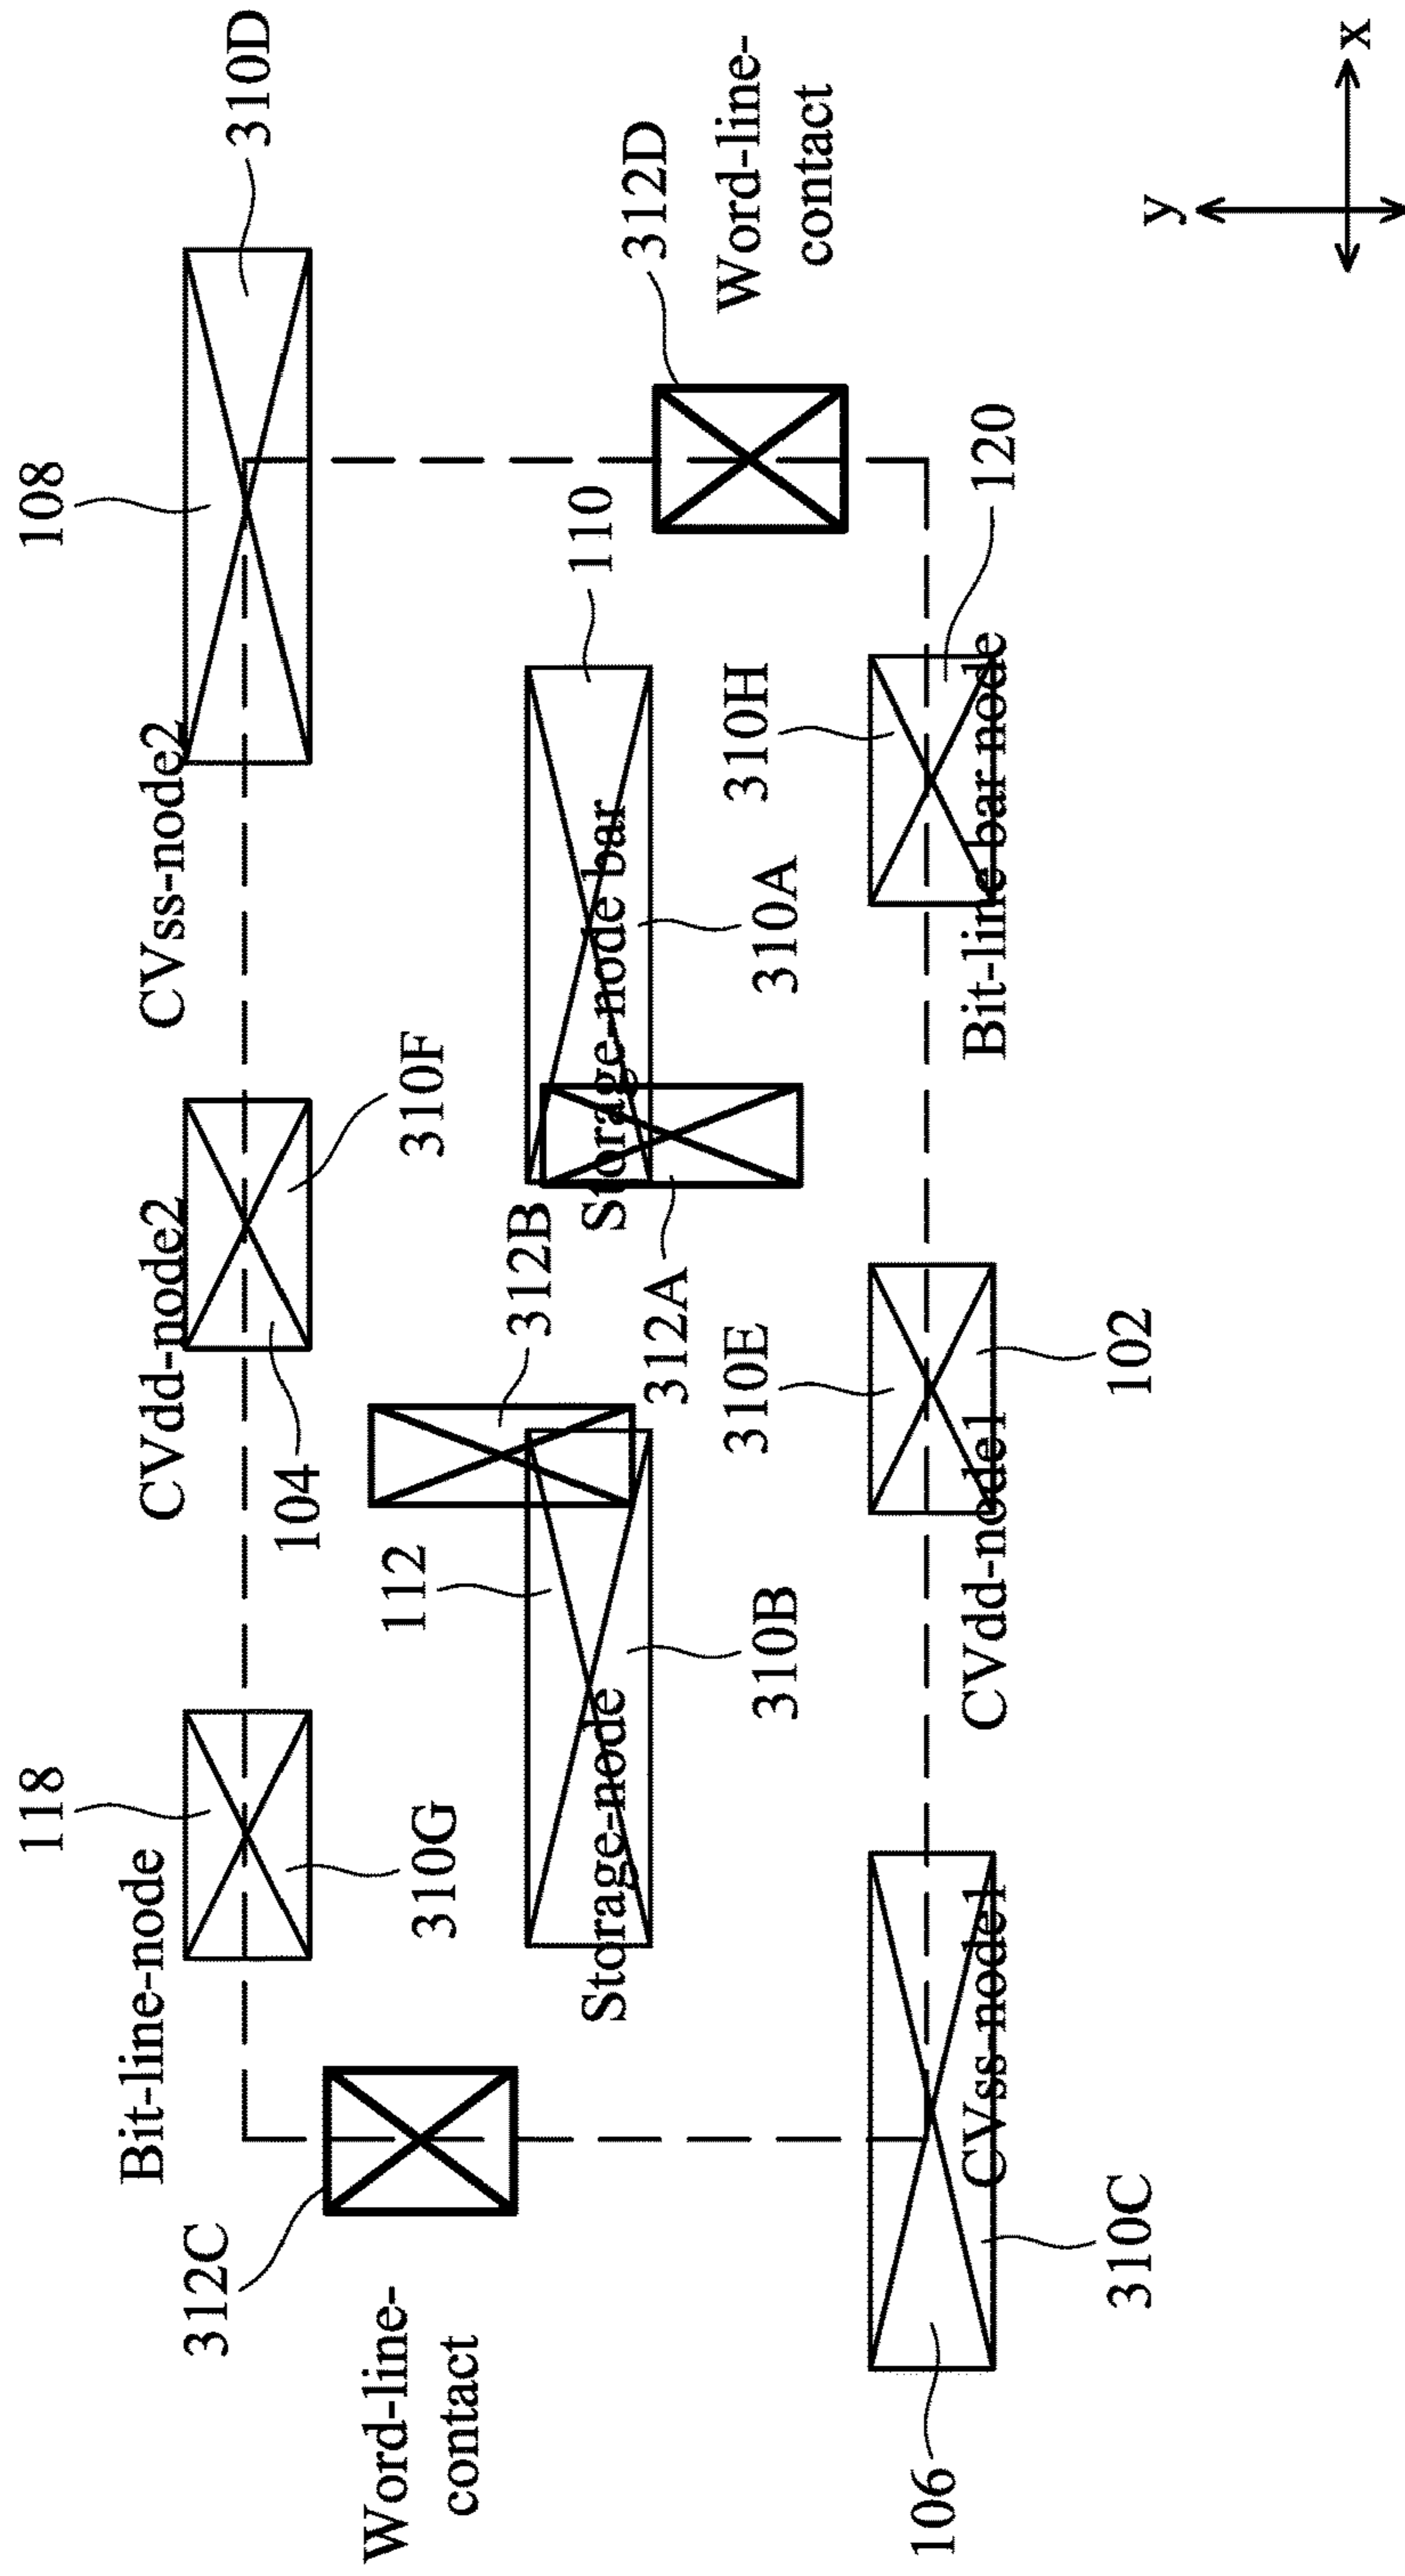 118
108
Bit-line-node
CVdd-node2
CVss-node2
310D
312C
310G
104
310F
Word-line-
contact
112
312B
110
312D
Storage-node
Storage-node bar
Word-line-
contact
310B
312A
310A
310E
310H
120
106
CVss-node1
CVdd-node1
Bit-line bar node
310C
102
y
x